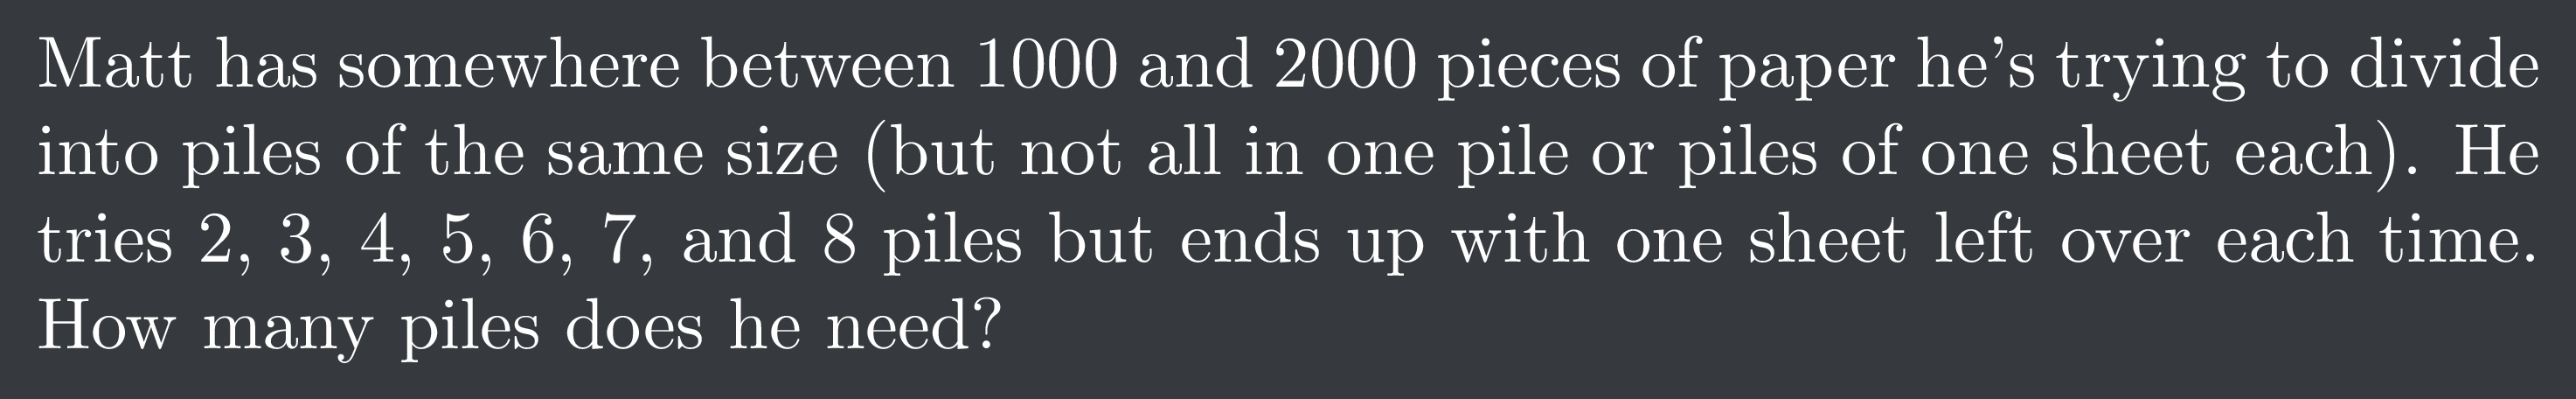 Matt has somewhere between 1000 and 2000 pieces of paper he's trying to divide
into piles of the same size (but not all in one pile or piles of one sheet each). He
tries 2, 3, 4, 5, 6, 7, and 8 piles but ends up with one sheet left over each time.
How many piles does he need?